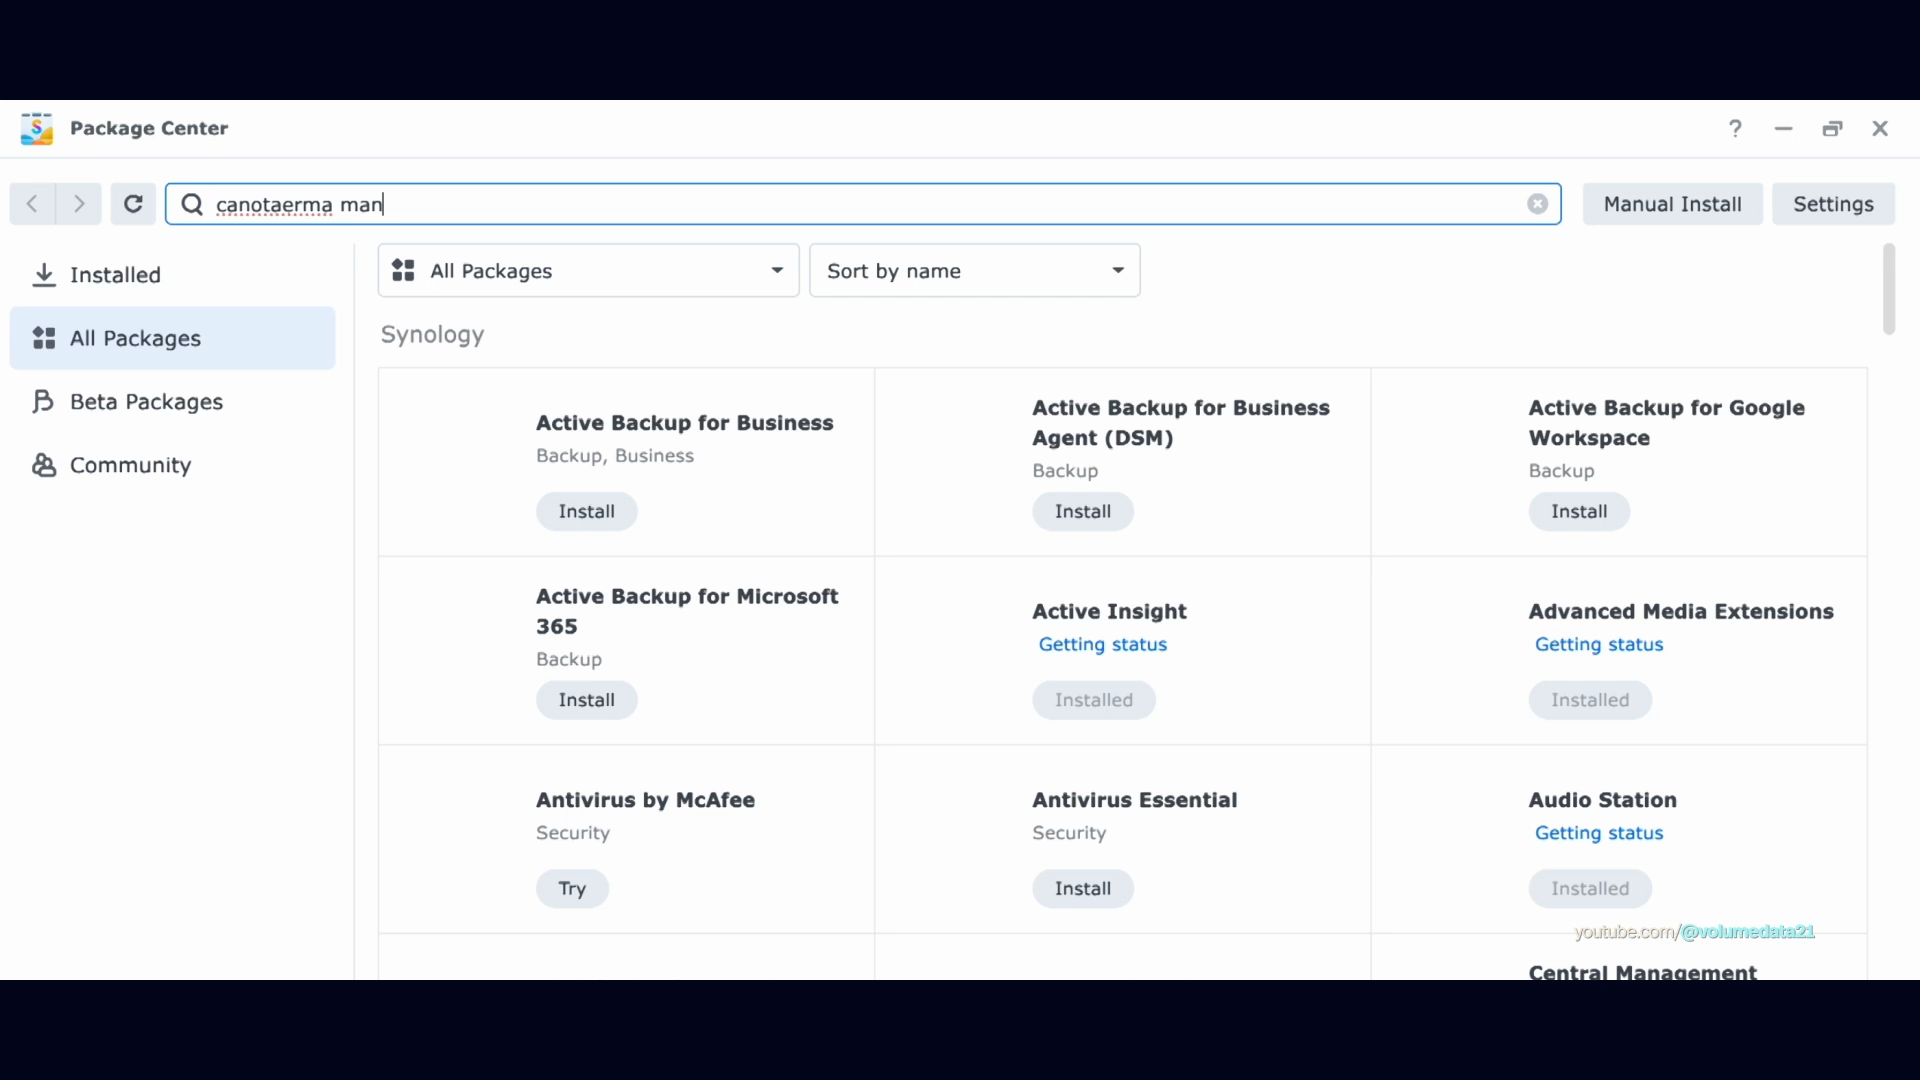 Package Center
canotaerma man
Manual Install
Settings
Installed
All Packages
Beta Packages
Community
All Packages
Sort by name
Synology
Active Backup for Business
Backup, Business
Install
Active Backup for Business
Agent (DSM)
Backup
Install
Active Backup for Google
Workspace
Backup
Install
Active Backup for Microsoft
365
Backup
Install
Active Insight
Getting status
Installed
Advanced Media Extensions
Getting status
Installed
Antivirus by McAfee
Security
Try
Antivirus Essential
Security
Install
Audio Station
Getting status
Installed
youtube.com/@volumedata21
Central Management